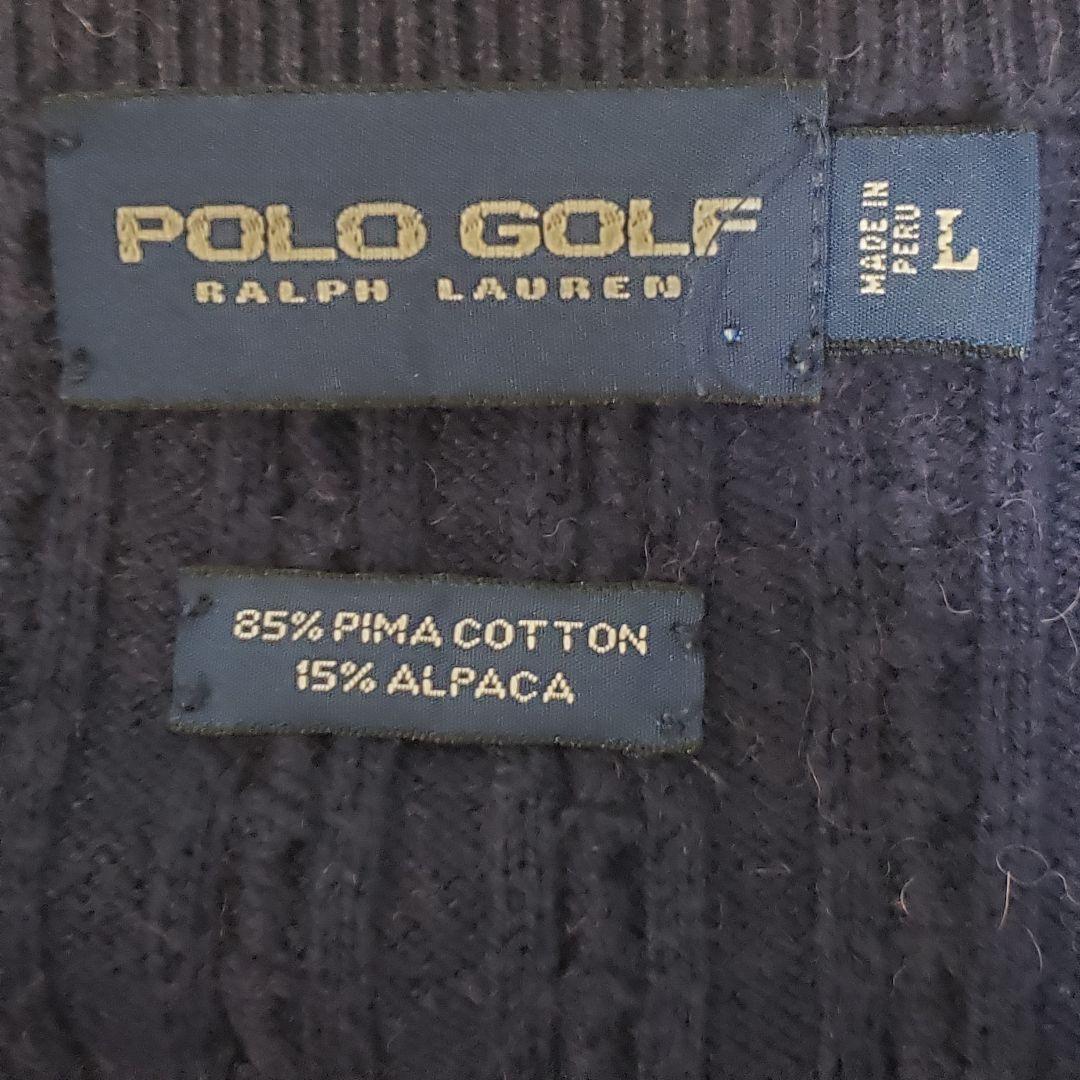 POLO GOLF
RALPH LAUREN
MADE IN
PERU
L
85% PIMA COTTON
15% ALPACA